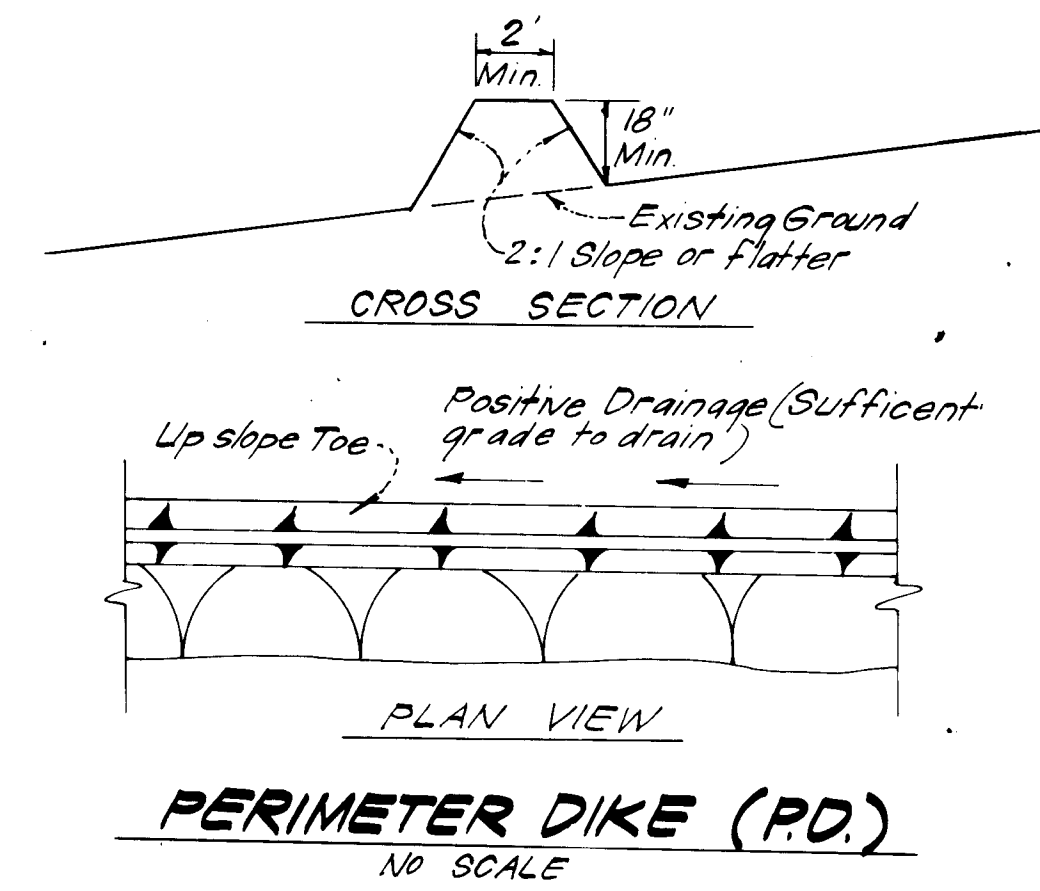 2'
Min.
18"
Min.
Existing Ground
2:1 Slope or flatter
CROSS SECTION
Positive Drainage (Sufficent
grade to drain)
Up slope Toe
PLAN VIEW
PERIMETER DIKE (P.D.)
NO SCALE